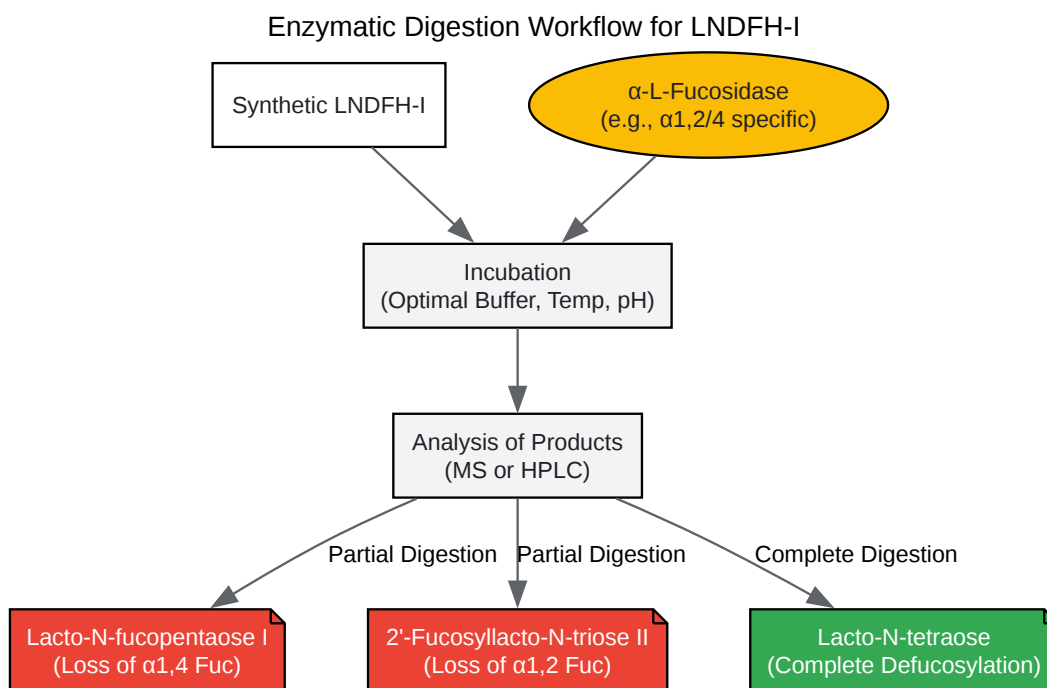 Enzymatic Digestion Workflow for LNDFH-I
Synthetic LNDFH-I
α-L-Fucosidase
(e.g., α1,2/4 specific)
Incubation
(Optimal Buffer, Temp, pH)
Analysis of Products
(MS or HPLC)
Partial Digestion
Partial Digestion
Complete Digestion
Lacto-N-fucopentaose I
(Loss of α1,4 Fuc)
2'-Fucosyllacto-N-triose II
(Loss of α1,2 Fuc)
Lacto-N-tetraose
(Complete Defucosylation)